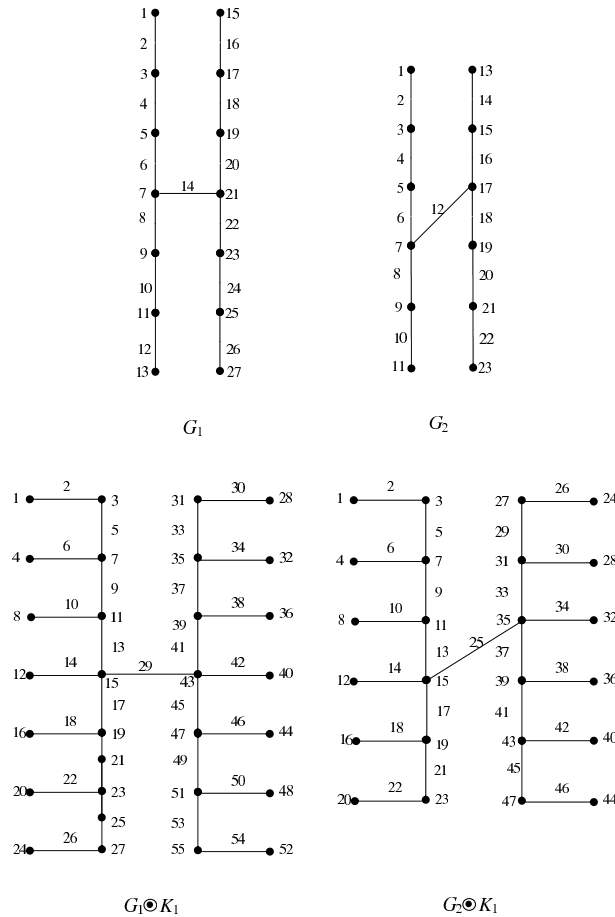 1 15
2 16
3 17
4 18
5 19
6 20
7 14 21
8 22
9 23
10 24
11 25
12 26
13 27
G1
1 13
2 14
3 15
4 16
5 17
6 12 18
7 19
8 20
9 21
10 22
11 23
G2
1 2 3 31 30 28
5 33
4 6 7 35 34 32
9 37
8 10 11 39 38 36
13 41
12 14 15 29 43 42 40
17 45
16 18 19 47 46 44
21 49
20 22 23 51 50 48
25 53
24 26 27 55 54 52
G1⊙K1
1 2 3 27 26 24
5 29
4 6 7 31 30 28
9 33
8 10 11 35 34 32
13 25 37
12 14 15 39 38 36
17 41
16 18 19 43 42 40
21 45
20 22 23 47 46 44
G2⊙K1